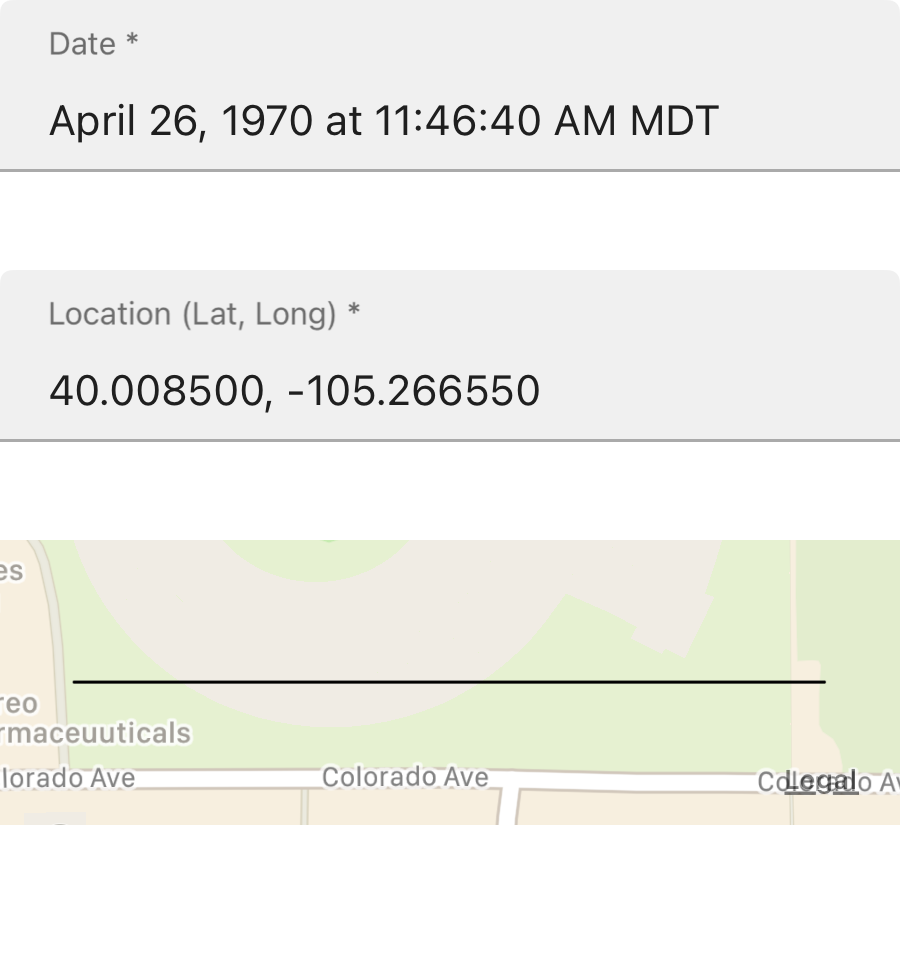 Date *
April 26, 1970 at 11:46:40 AM MDT
Location (Lat, Long) *
40.008500, -105.266550
es
reo
rmaceuuticals
lorado Ave
Colorado Ave
Colorado Av
Legal